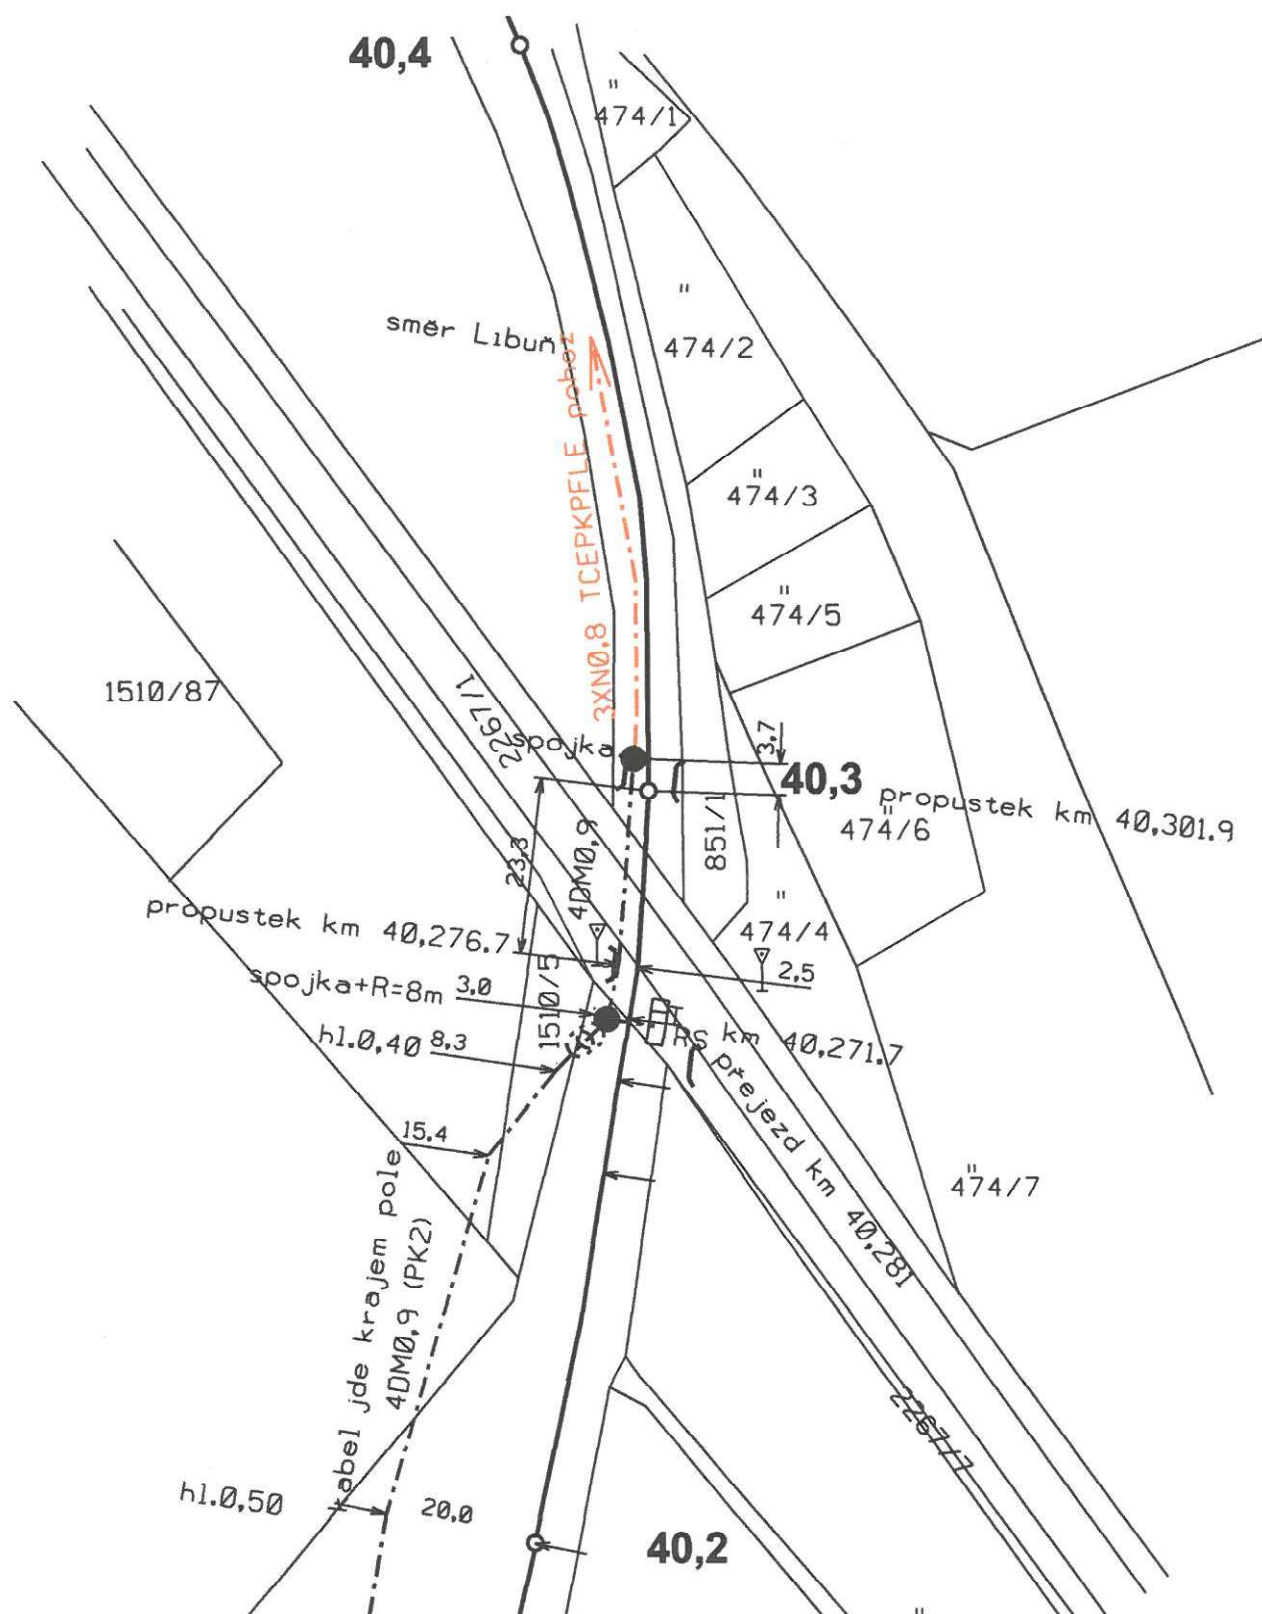 40,4
"
474/1
"
474/2
směr Libuň
3XN0,8 TCEPKPFLE pohoz
"
474/3
"
474/5
1510/87
2267/1
spojka
3,7
40,3
propustek km 40,301.9
"
474/6
851/1
23,3
4DM0,9
"
474/4
propustek km 40,276.7
2,5
spojka+R=8m 3,0
1510/5
hl.0,40 8,3
RS km 40,271.7
přejezd km 40,281
15.4
"
474/7
kabel jde krajem pole
4DM0,9 (PK2)
2267/7
hl.0,50
20,0
40,2
"